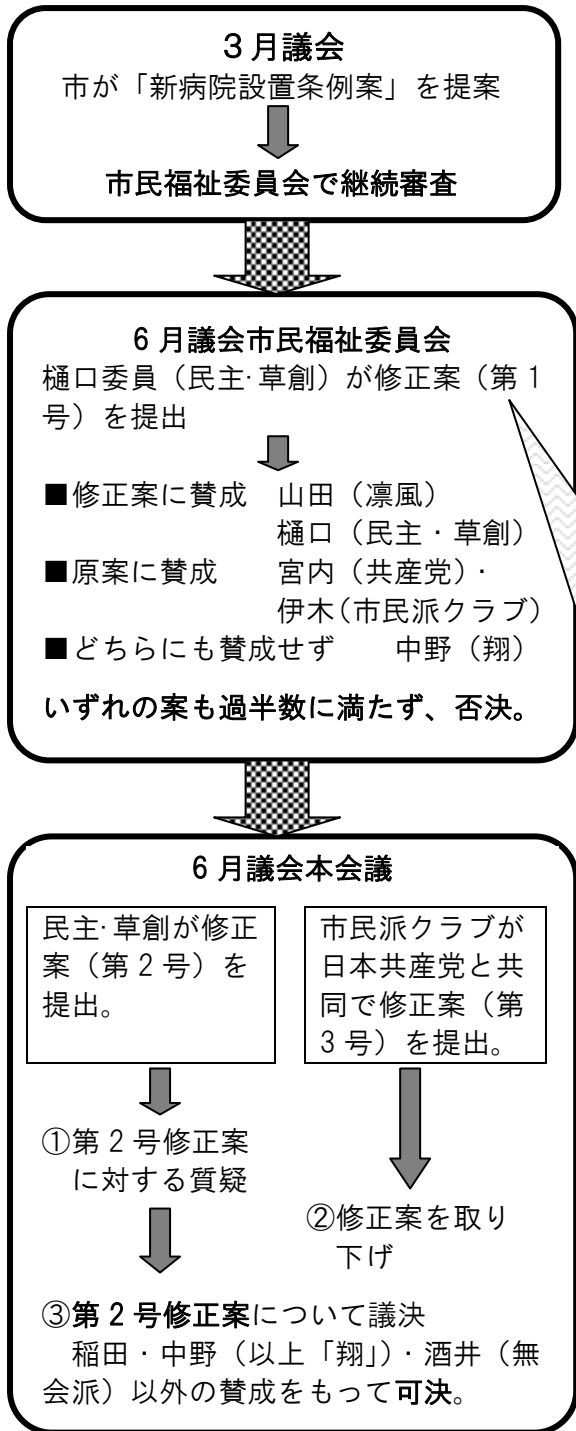 3月議会
市が「新病院設置条例案」を提案
市民福祉委員会で継続審査
6月議会市民福祉委員会
樋口委員(民主･草創)が修正案(第1
号)を提出
■修正案に賛成 山田(凛風)
樋口(民主・草創)
■原案に賛成 宮内(共産党)・
伊木(市民派クラブ)
■どちらにも賛成せず 中野(翔)
いずれの案も過半数に満たず、否決。
6月議会本会議
民主･草創が修正
案(第2号)を
提出。
市民派クラブが
日本共産党と共
同で修正案(第
3号)を提出。
①第2号修正案
に対する質疑
②修正案を取り
下げ
③第2号修正案について議決
稲田・中野(以上「翔」)・酒井(無
会派)以外の賛成をもって可決。